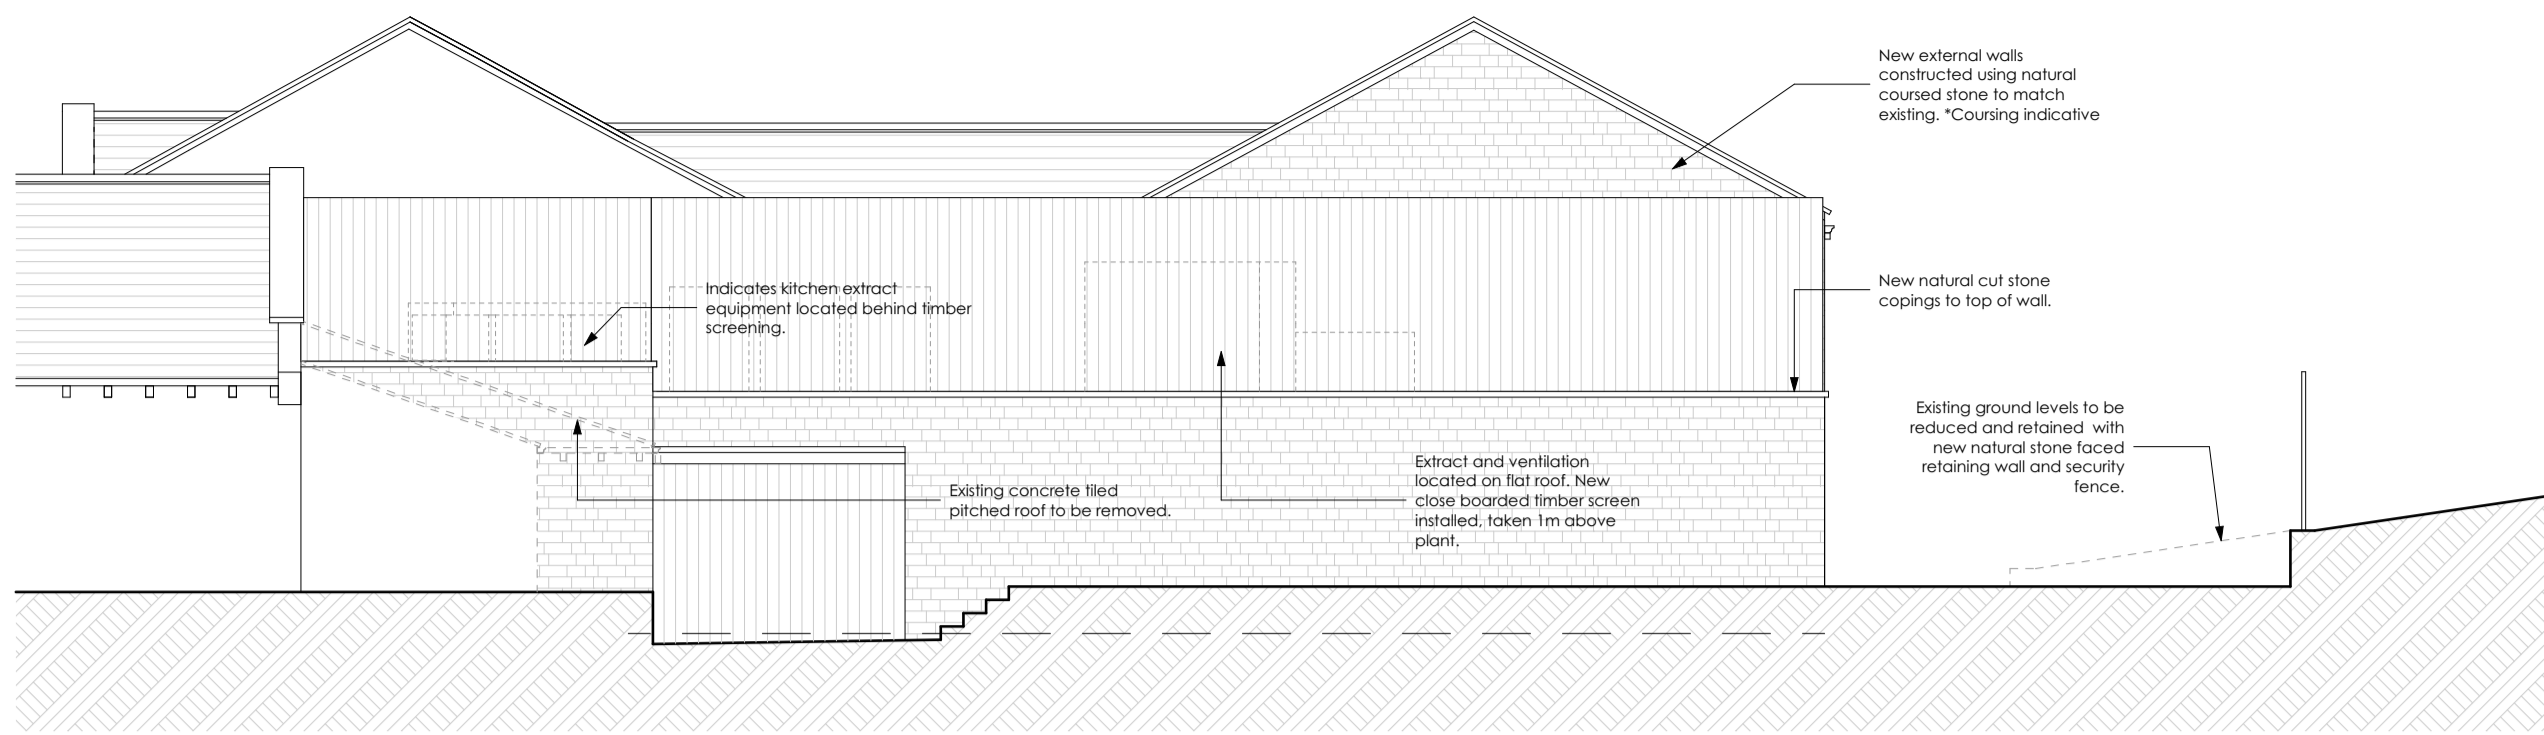 New external walls
constructed using natural
coursed stone to match
existing. *Coursing indicative
Indicates kitchen extract
equipment located behind timber
screening.
New natural cut stone
copings to top of wall.
Existing ground levels to be
reduced and retained with
new natural stone faced
retaining wall and security
fence.
Extract and ventilation
located on flat roof. New
close boarded timber screen
installed, taken 1m above
plant.
Existing concrete tiled
pitched roof to be removed.